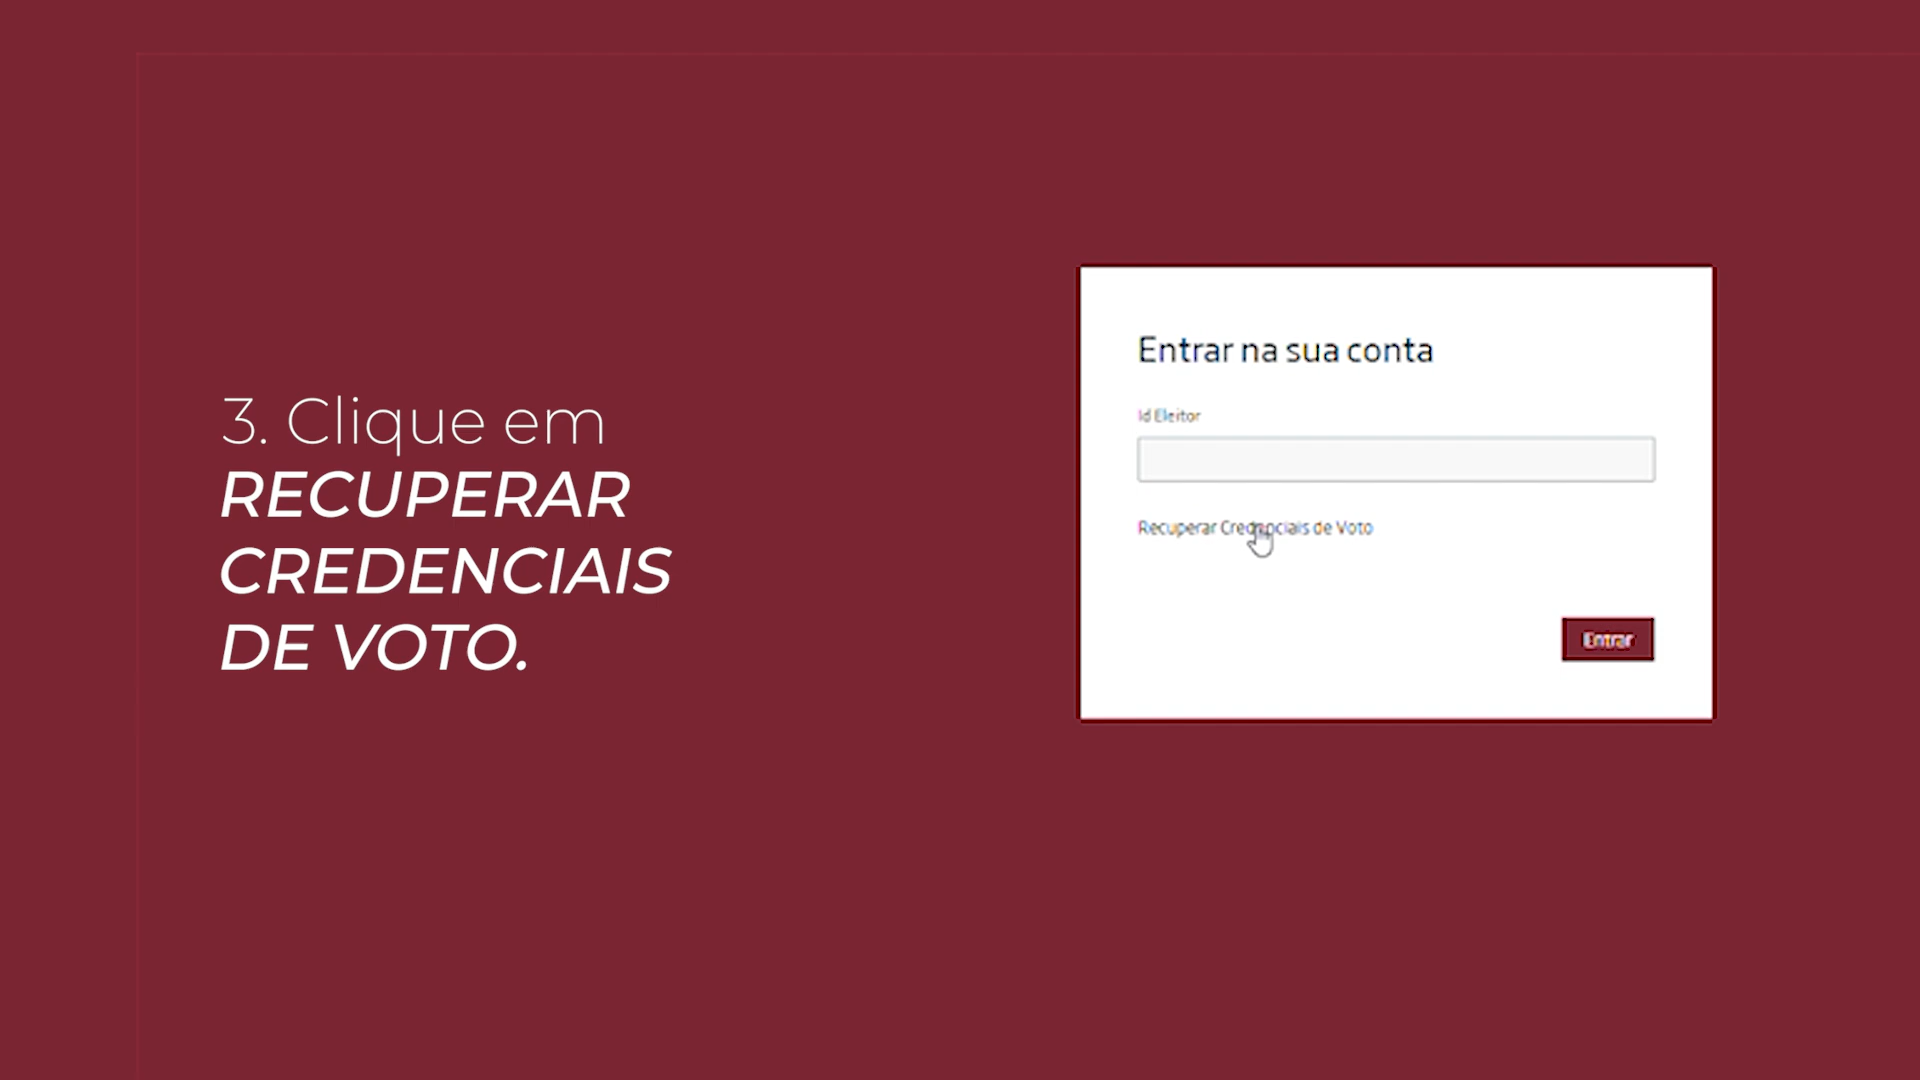 3. Clique em
RECUPERAR
CREDENCIAIS
DE VOTO.
Entrar na sua conta
Id Eleitor
Recuperar Credenciais de Voto
Entrar